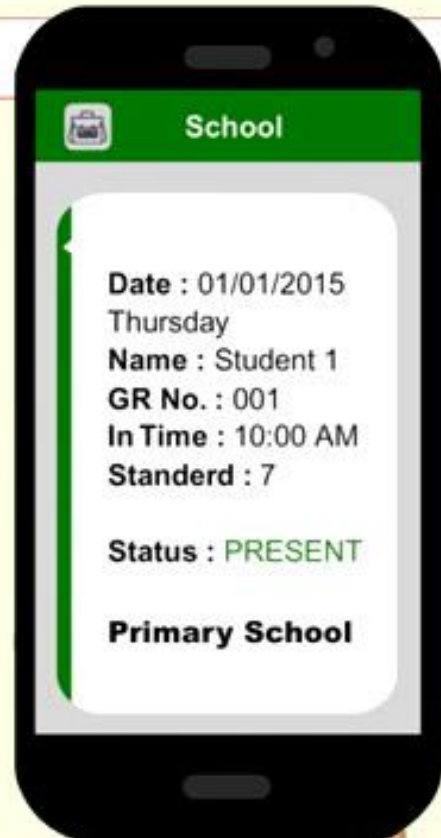 School
Date : 01/01/2015
Thursday
Name : Student 1
GR No. : 001
In Time : 10:00 AM
Standerd : 7
Status : PRESENT
Primary School